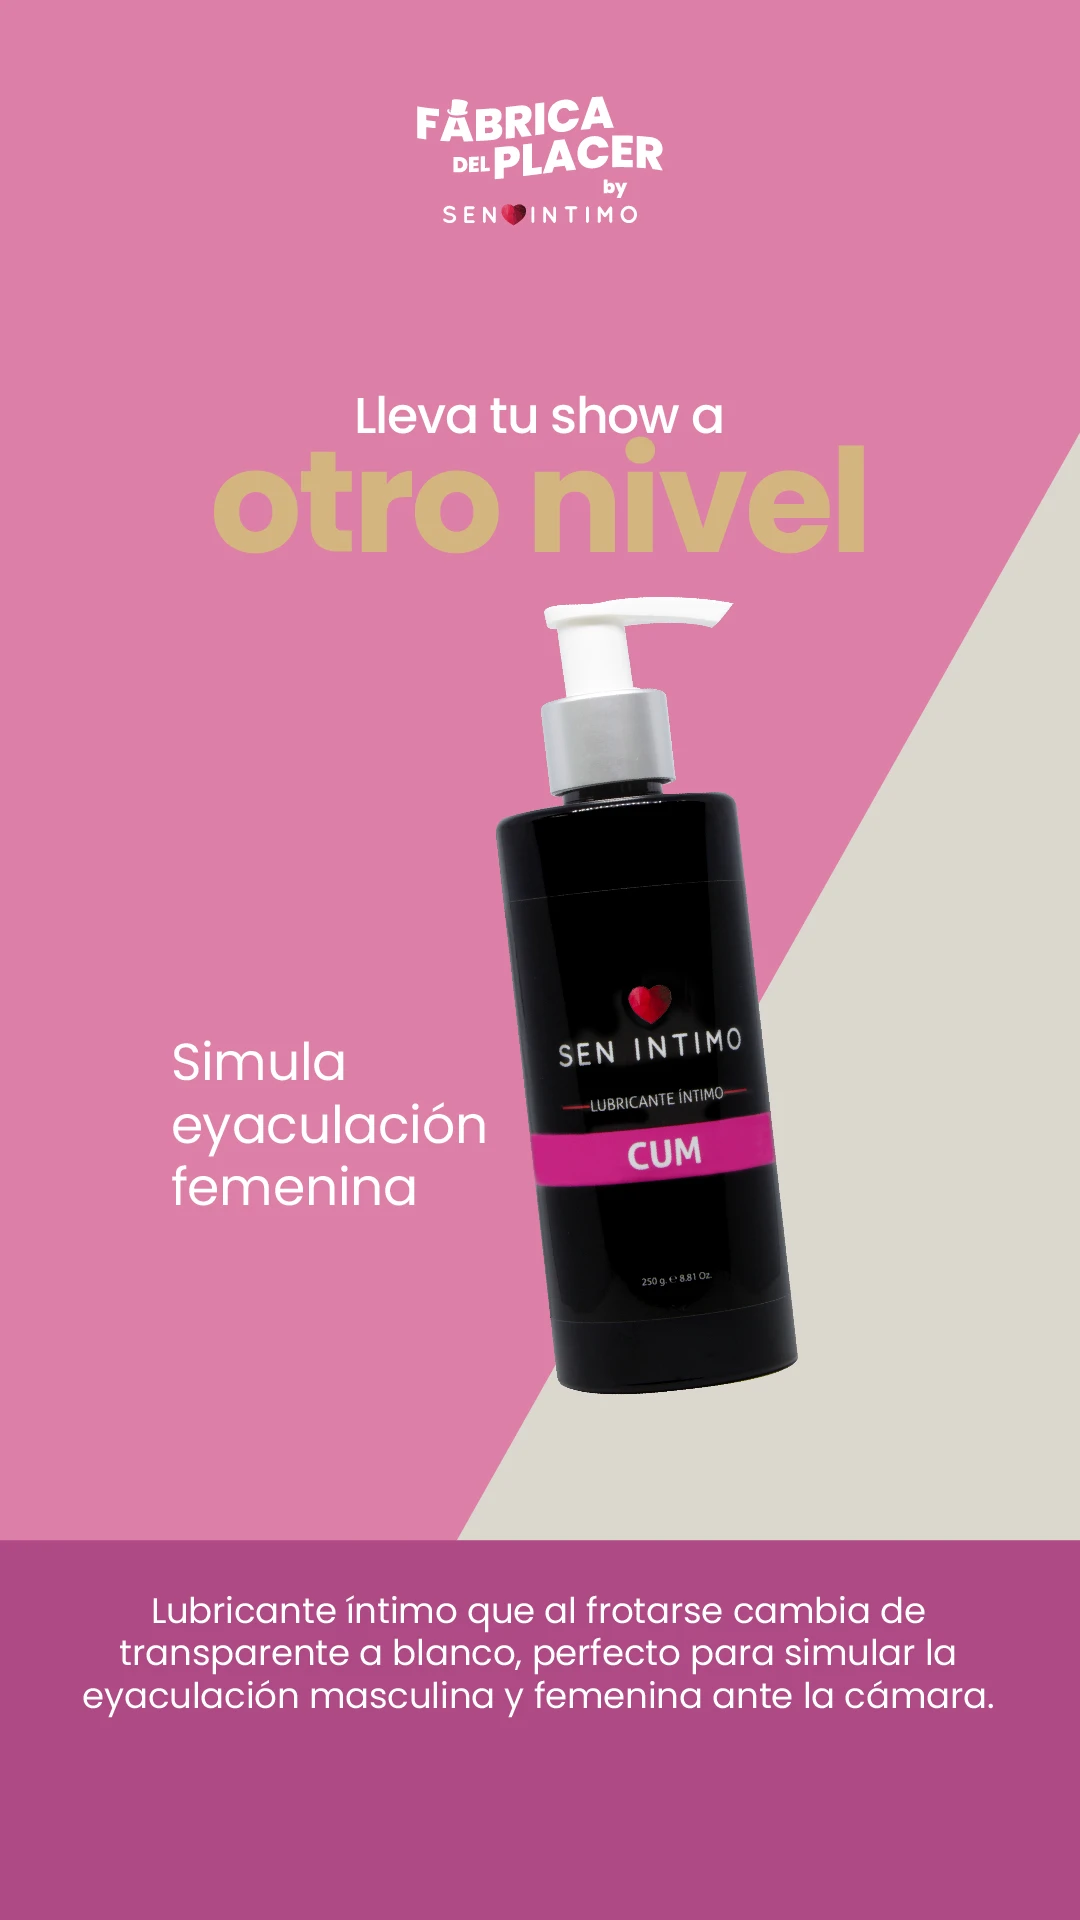 FÁBRICA
DEL PLACER
by
SEN INTIMO
Lleva tu show a
otro nivel
SEN INTIMO
LUBRICANTE ÍNTIMO
CUM
250 g. ℮ 8.81 Oz.
Simula
eyaculación
femenina
Lubricante íntimo que al frotarse cambia de
transparente a blanco, perfecto para simular la
eyaculación masculina y femenina ante la cámara.